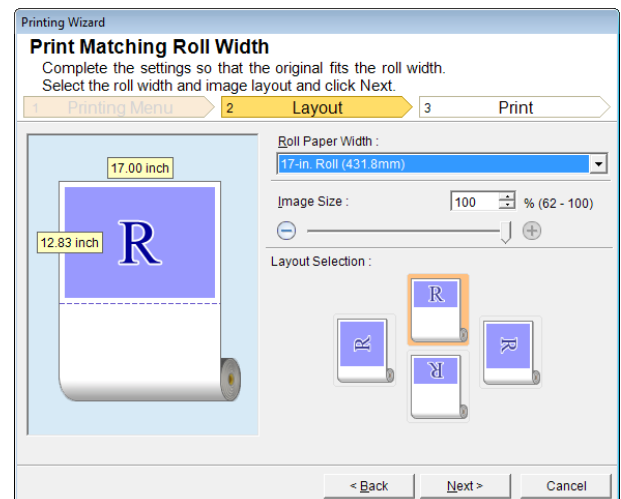 Printing Wizard
Print Matching Roll Width
Complete the settings so that the original fits the roll width.
Select the roll width and image layout and click Next.
1 Printing Menu 2 Layout 3 Print
Roll Paper Width :
17-in. Roll (431.8mm)
17.00 inch
12.83 inch
R
Image Size :
100 % (62 - 100)
Layout Selection :
R
R
R
R
< Back Next > Cancel